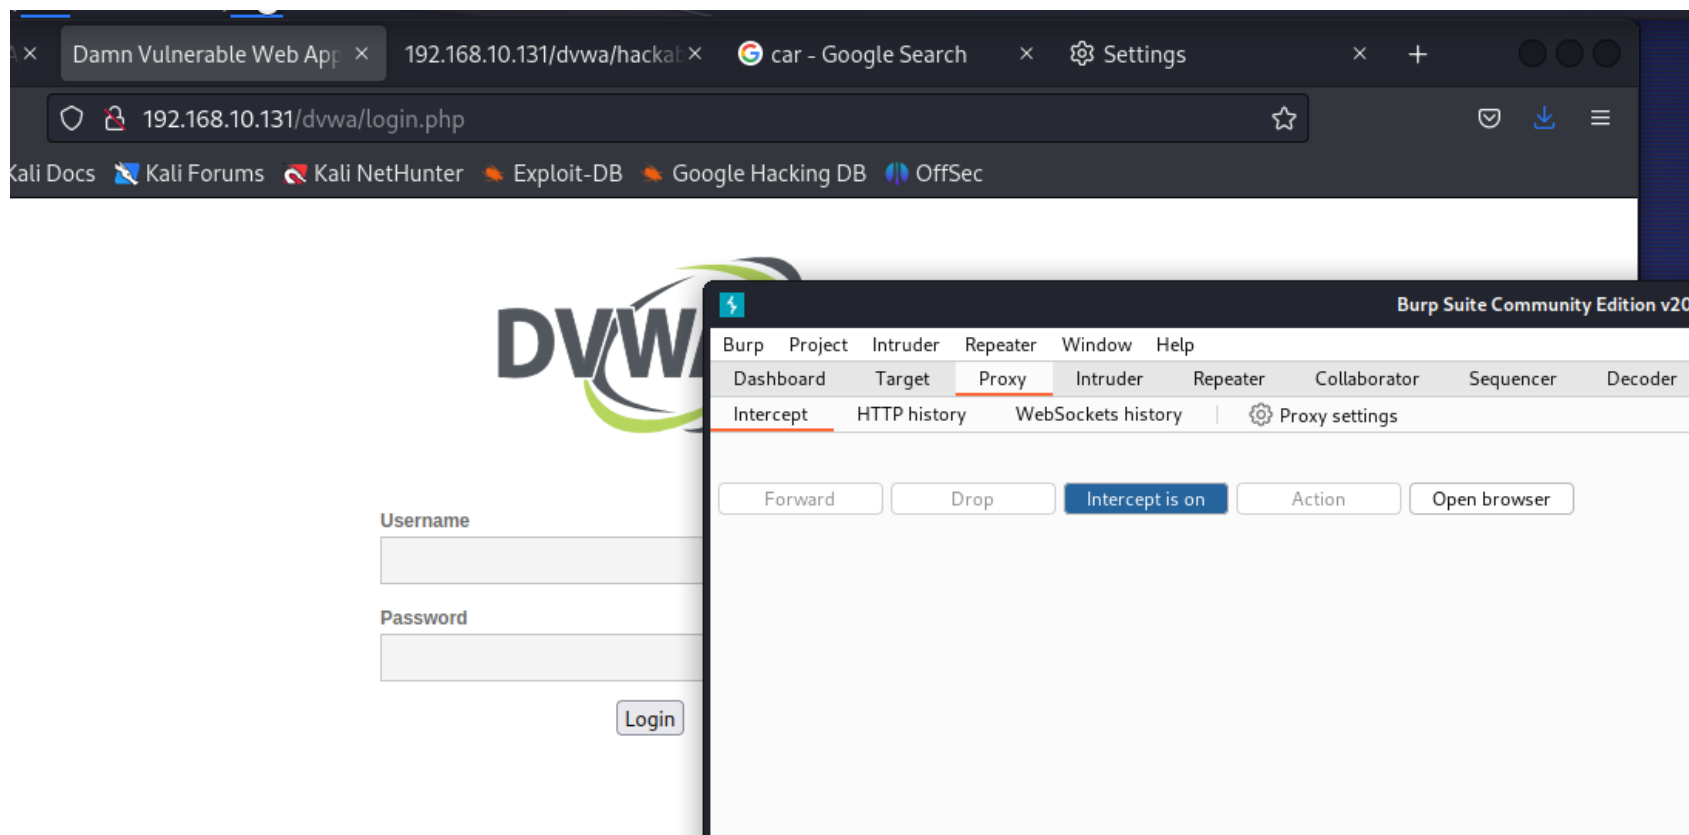 Damn Vulnerable Web App
192.168.10.131/dvwa/hackab
car - Google Search
Settings
192.168.10.131/dvwa/login.php
Kali Docs
Kali Forums
Kali NetHunter
Exploit-DB
Google Hacking DB
OffSec
DVWA
Burp Suite Community Edition v20
Burp Project Intruder Repeater Window Help
Dashboard Target Proxy Intruder Repeater Collaborator Sequencer Decoder
Intercept HTTP history WebSockets history Proxy settings
Forward Drop Intercept is on Action Open browser
Username
Password
Login